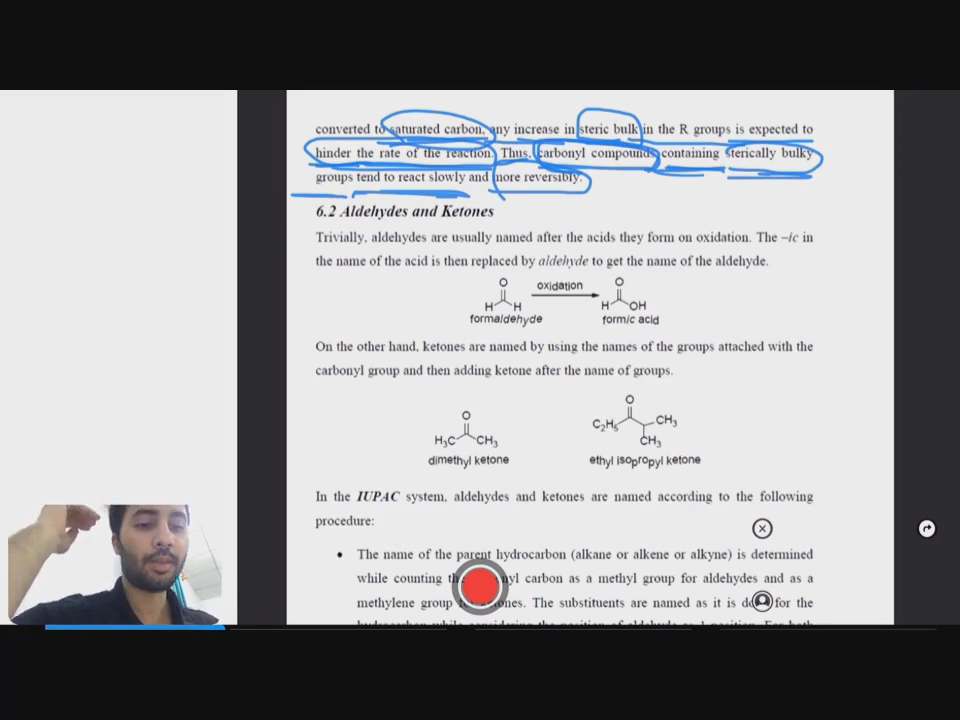 converted to saturated carbon, any increase in steric bulk in the R groups is expected to
hinder the rate of the reaction. Thus, carbonyl compounds containing sterically bulky
groups tend to react slowly and more reversibly.
6.2 Aldehydes and Ketones
Trivially, aldehydes are usually named after the acids they form on oxidation. The –ic in
the name of the acid is then replaced by aldehyde to get the name of the aldehyde.
O oxidation O
H H H OH
formaldehyde formic acid
On the other hand, ketones are named by using the names of the groups attached with the
carbonyl group and then adding ketone after the name of groups.
O O
H3C CH3 C2H5 CH3
CH3
dimethyl ketone ethyl isopropyl ketone
In the IUPAC system, aldehydes and ketones are named according to the following
procedure:
• The name of the parent hydrocarbon (alkane or alkene or alkyne) is determined
while counting the carbon as a methyl group for aldehydes and as a
methylene group The substituents are named as it is for the